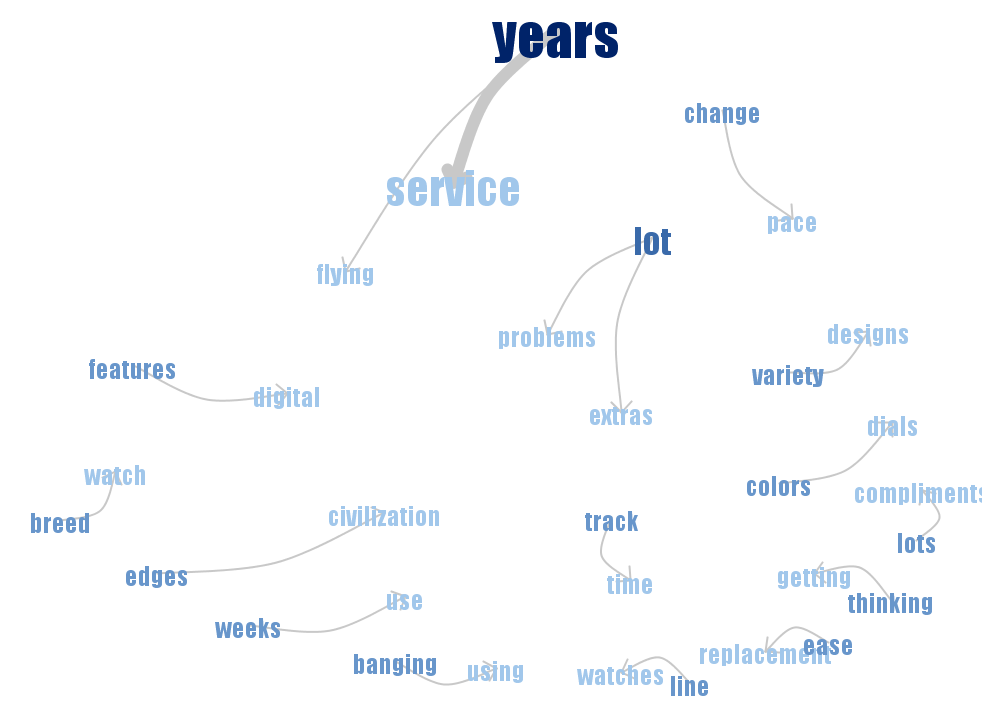 years
change
service
pace
lot
flying
problems
designs
features
variety
digital
extras
dials
watch
colors
compliments
breed
civilization
track
lots
edges
time
getting
use
thinking
weeks
ease
replacement
banging
using
watches
line